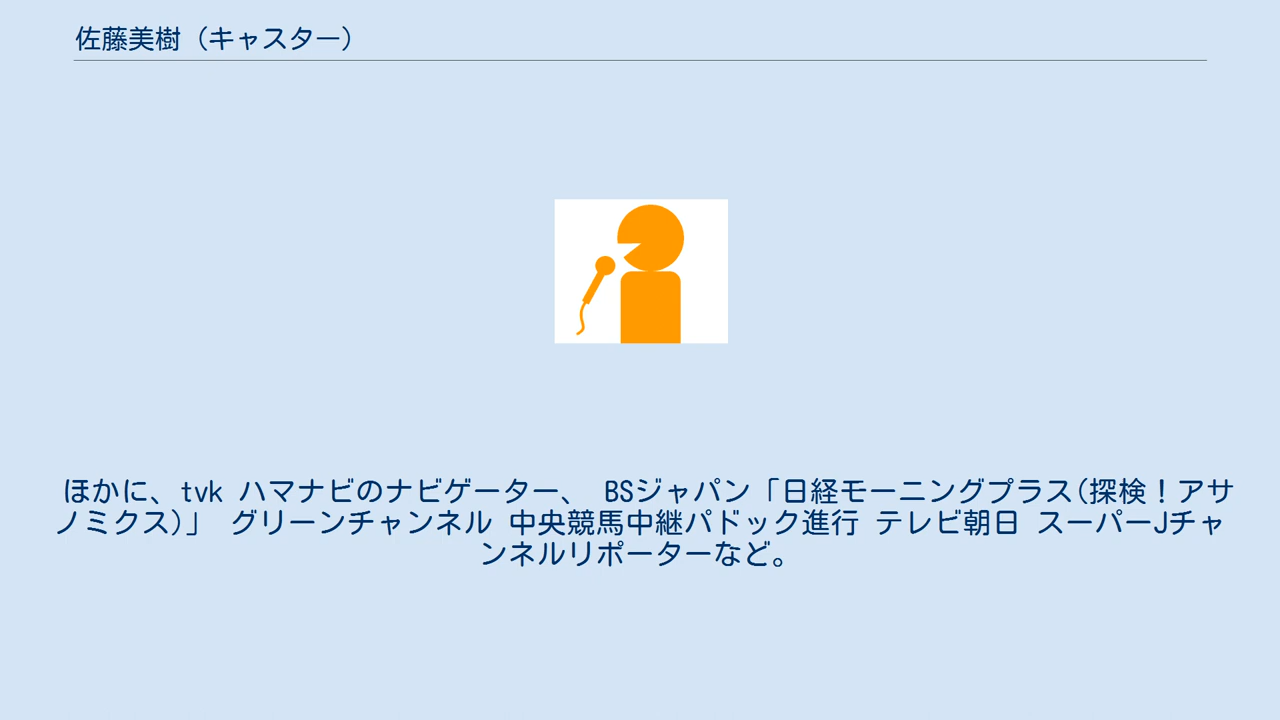 佐藤美樹 (キャスター)
ほかに、tvk ハマナビのナビゲーター、 BSジャパン「日経モーニングプラス(探検！アサ
ノミクス)」 グリーンチャンネル 中央競馬中継パドック進行 テレビ朝日 スーパーJチャ
ンネルリポーターなど。